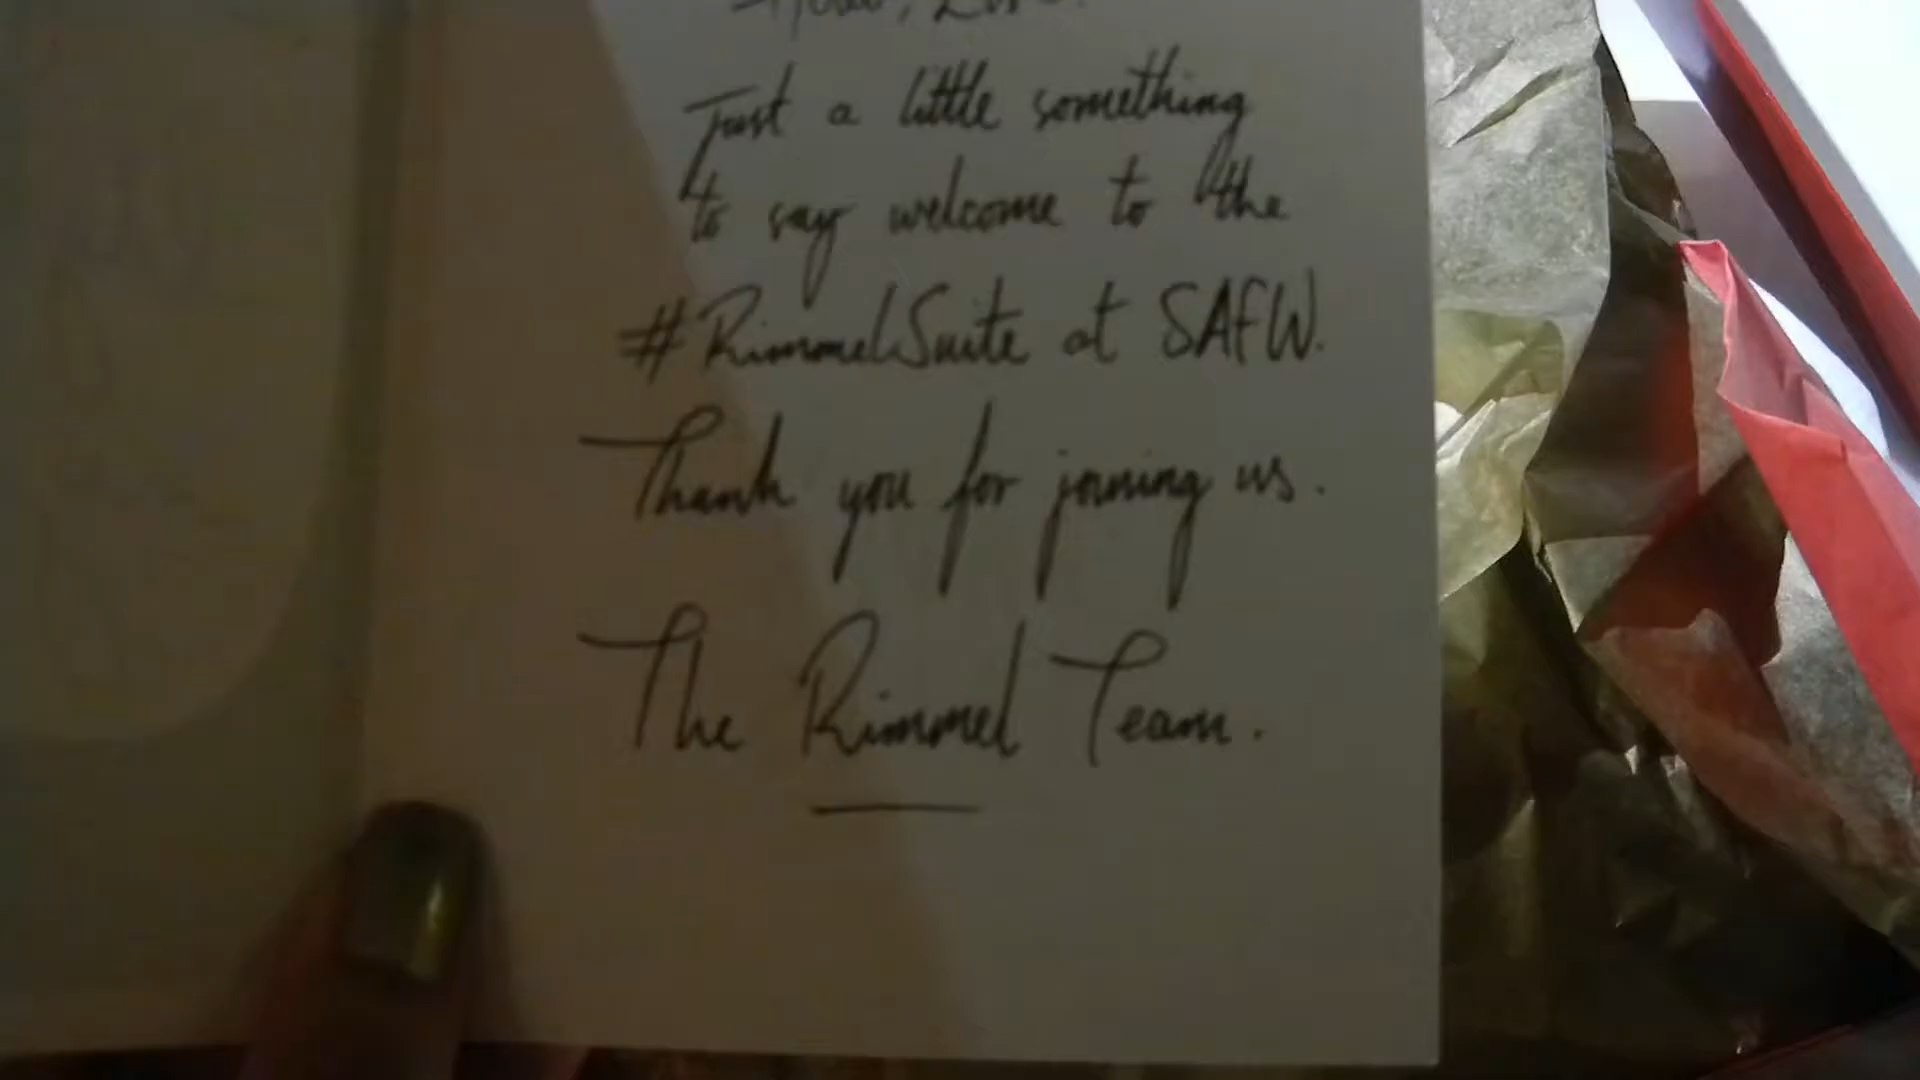 Just a little something
to say welcome to the
#RimmelSuite at SAFW.
Thank you for joining us.
The Rimmel Team.